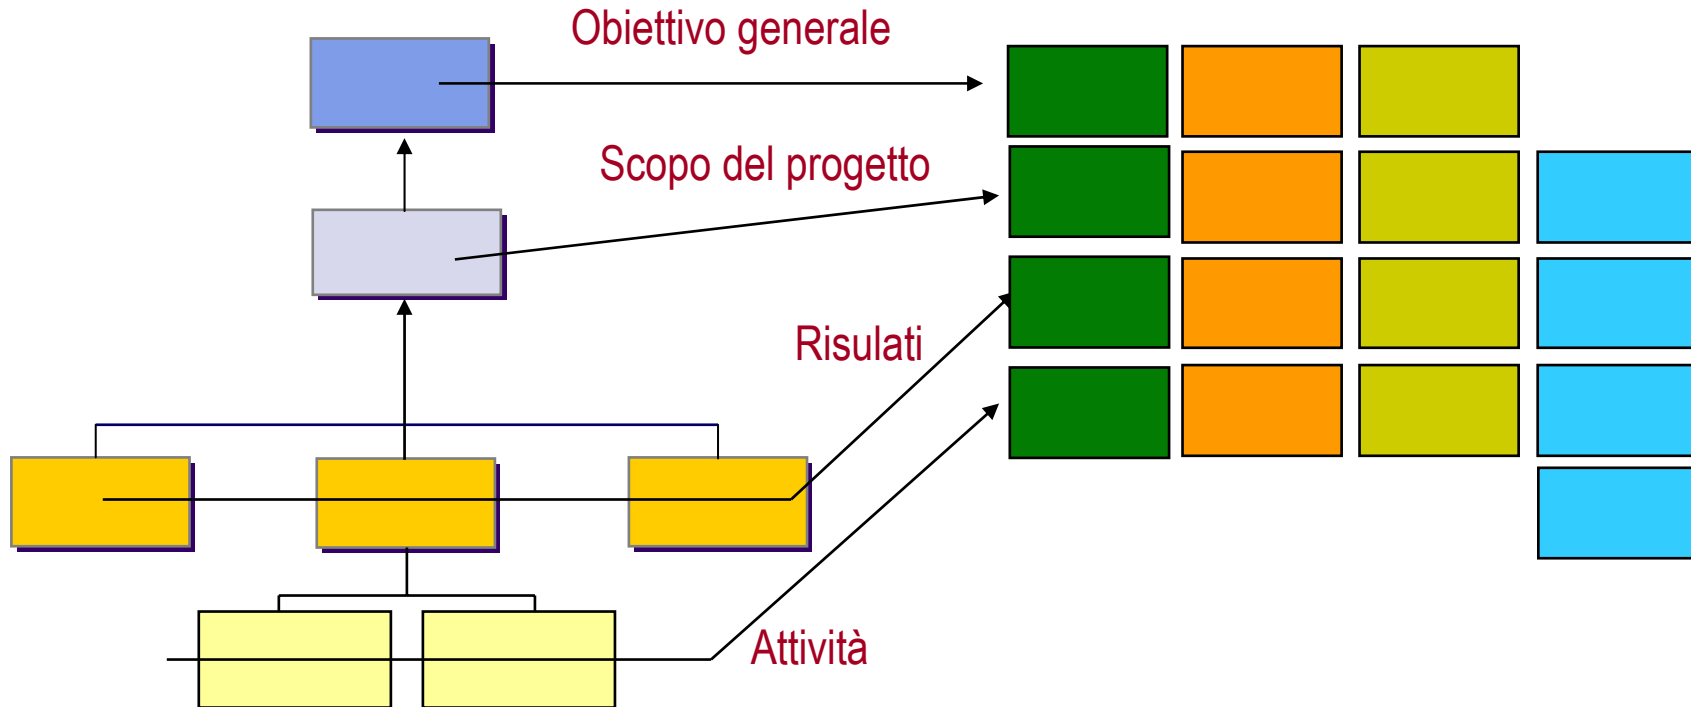 Obiettivo generale
Scopo del progetto
Risulati
Attività